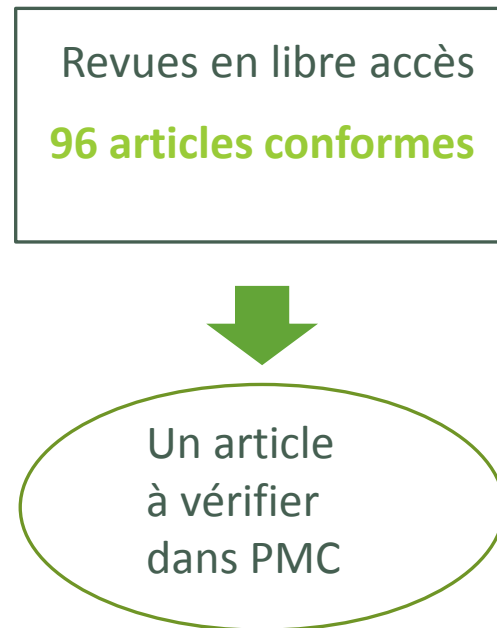 Revues en libre accès
96 articles conformes
Un article
à vérifier
dans PMC